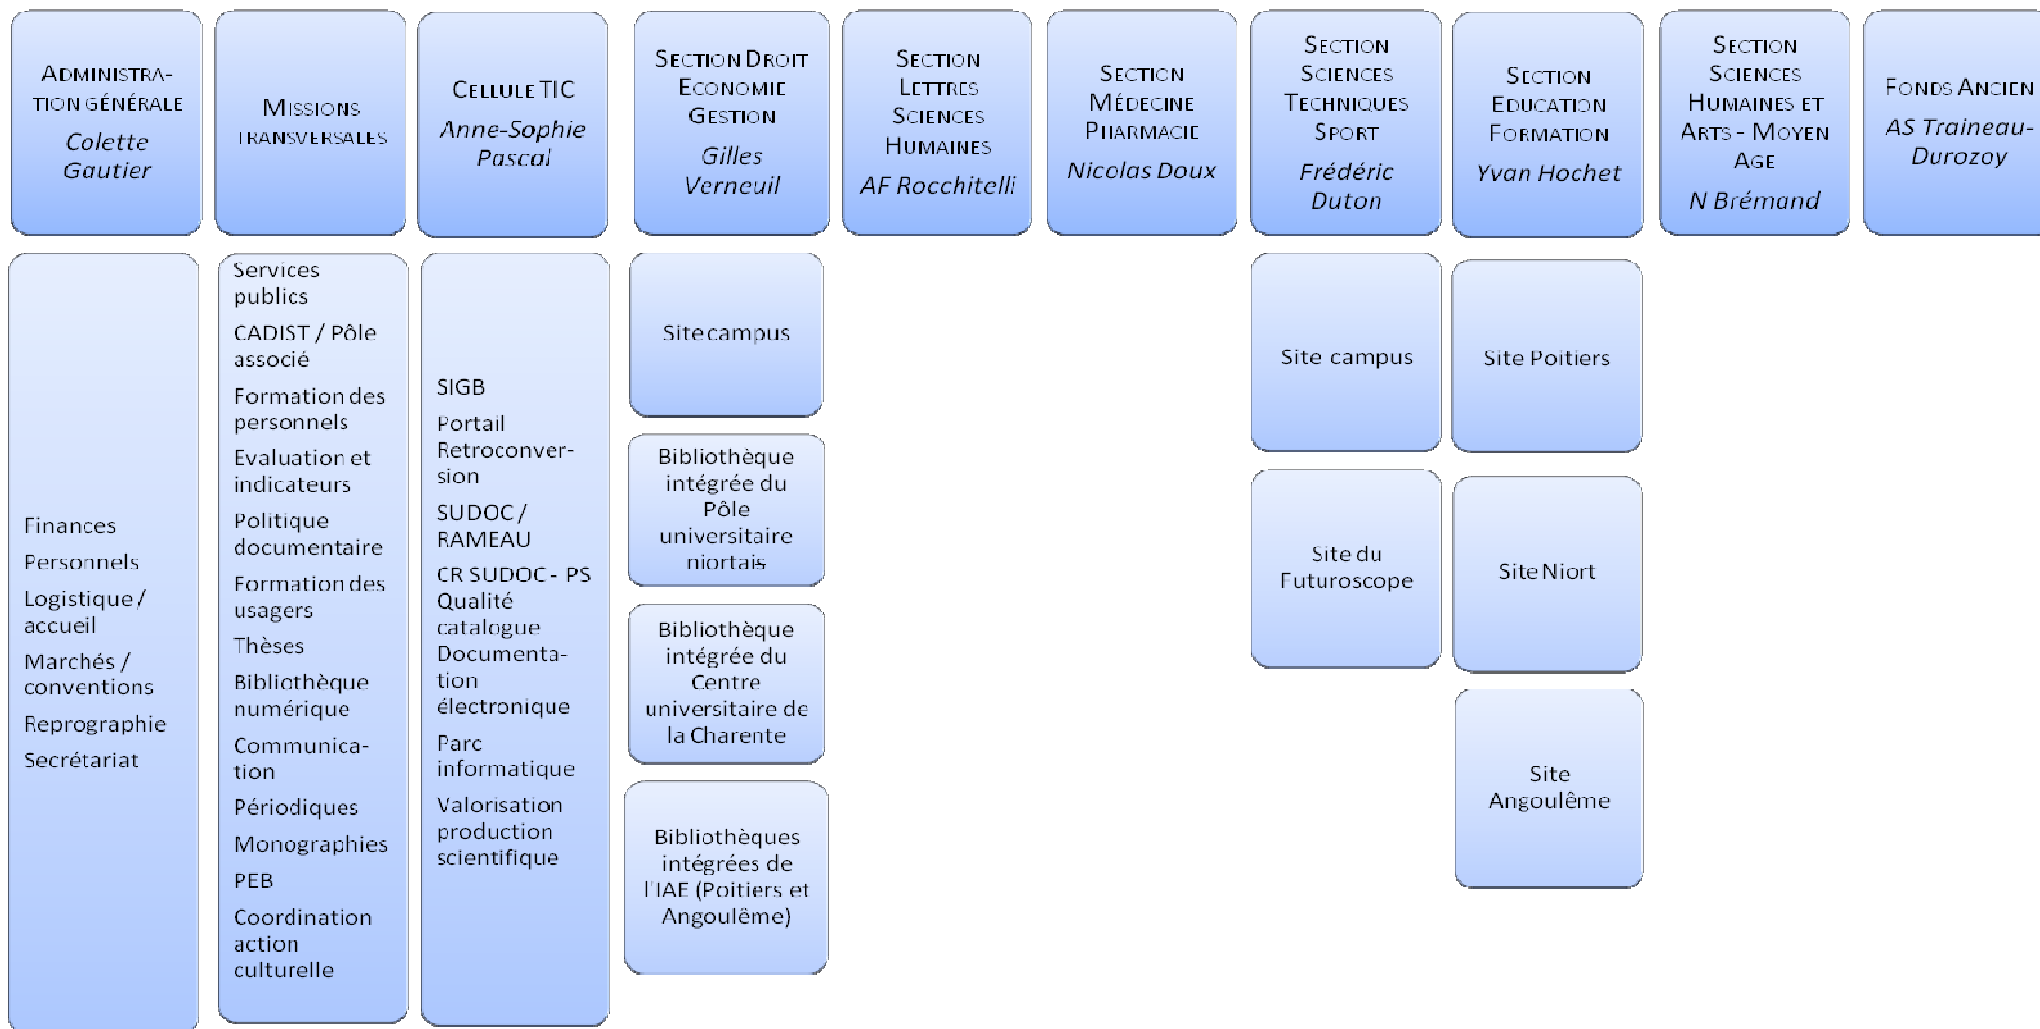 ADMINISTRA-
TION GÉNÉRALE
Colette
Gautier
MISSIONS
TRANSVERSALES
CELLULE TIC
Anne-Sophie
Pascal
SECTION DROIT
ECONOMIE
GESTION
Gilles
Verneuil
SECTION
LETTRES
SCIENCES
HUMAINES
AF Rocchitelli
SECTION
MÉDECINE
PHARMACIE
Nicolas Doux
SECTION
SCIENCES
TECHNIQUES
SPORT
Frédéric
Duton
SECTION
EDUCATION
FORMATION
Yvan Hochet
SECTION
SCIENCES
HUMAINES ET
ARTS - MOYEN
AGE
N Brémand
FONDS ANCIEN
AS Traineau-
Durozoy
Finances
Personnels
Logistique /
accueil
Marchés /
conventions
Reprographie
Secrétariat
Services
publics
CADIST / Pôle
associé
Formation des
personnels
Evaluation et
indicateurs
Politique
documentaire
Formation des
usagers
Thèses
Bibliothèque
numérique
Communica-
tion
Périodiques
Monographies
PEB
Coordination
action
culturelle
SIGB
Portail
Retroconver-
sion
SUDOC /
RAMEAU
CR SUDOC - PS
Qualité
catalogue
Documenta-
tion
électronique
Parc
informatique
Valorisation
production
scientifique
Site campus
Bibliothèque
intégrée du
Pôle
universitaire
niortais
Bibliothèque
intégrée du
Centre
universitaire de
la Charente
Bibliothèques
intégrées de
l'IAE (Poitiers et
Angoulême)
Site campus
Site du
Futuroscope
Site Poitiers
Site Niort
Site
Angoulême